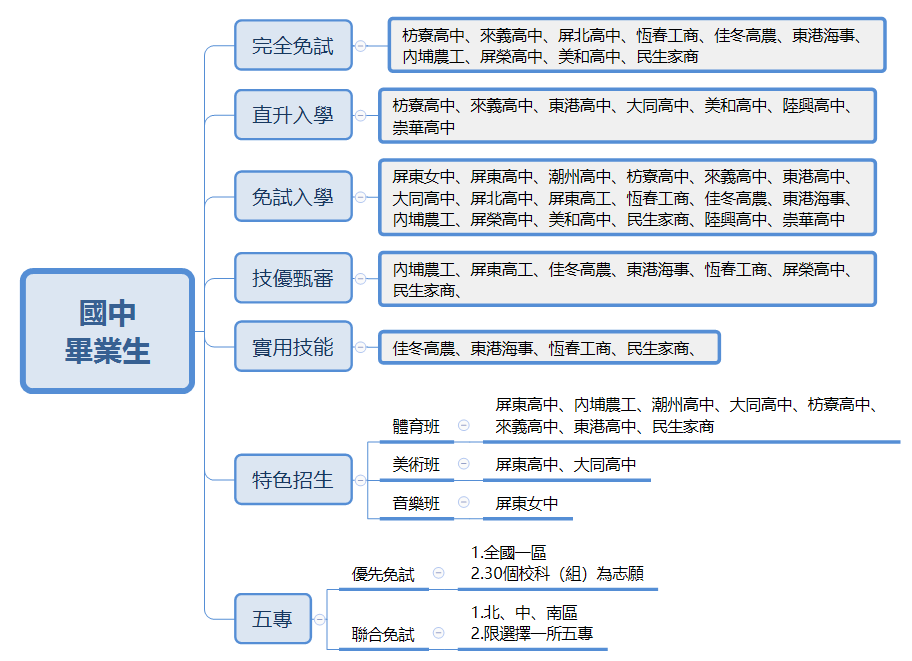 國中
畢業生
完全免試
枋寮高中、來義高中、屏北高中、恆春工商、佳冬高農、東港海事、
內埔農工、屏榮高中、美和高中、民生家商
直升入學
枋寮高中、來義高中、東港高中、大同高中、美和高中、陸興高中、
崇華高中
免試入學
屏東女中、屏東高中、潮州高中、枋寮高中、來義高中、東港高中、
大同高中、屏北高中、屏東高工、恆春工商、佳冬高農、東港海事、
內埔農工、屏榮高中、美和高中、民生家商、陸興高中、崇華高中
技優甄審
內埔農工、屏東高工、佳冬高農、東港海事、恆春工商、屏榮高中、
民生家商、
實用技能
佳冬高農、東港海事、恆春工商、民生家商、
特色招生
體育班
屏東高中、內埔農工、潮州高中、大同高中、枋寮高中、
來義高中、東港高中、民生家商
美術班
屏東高中、大同高中
音樂班
屏東女中
五專
優先免試
1.全國一區
2.30個校科（組）為志願
聯合免試
1.北、中、南區
2.限選擇一所五專